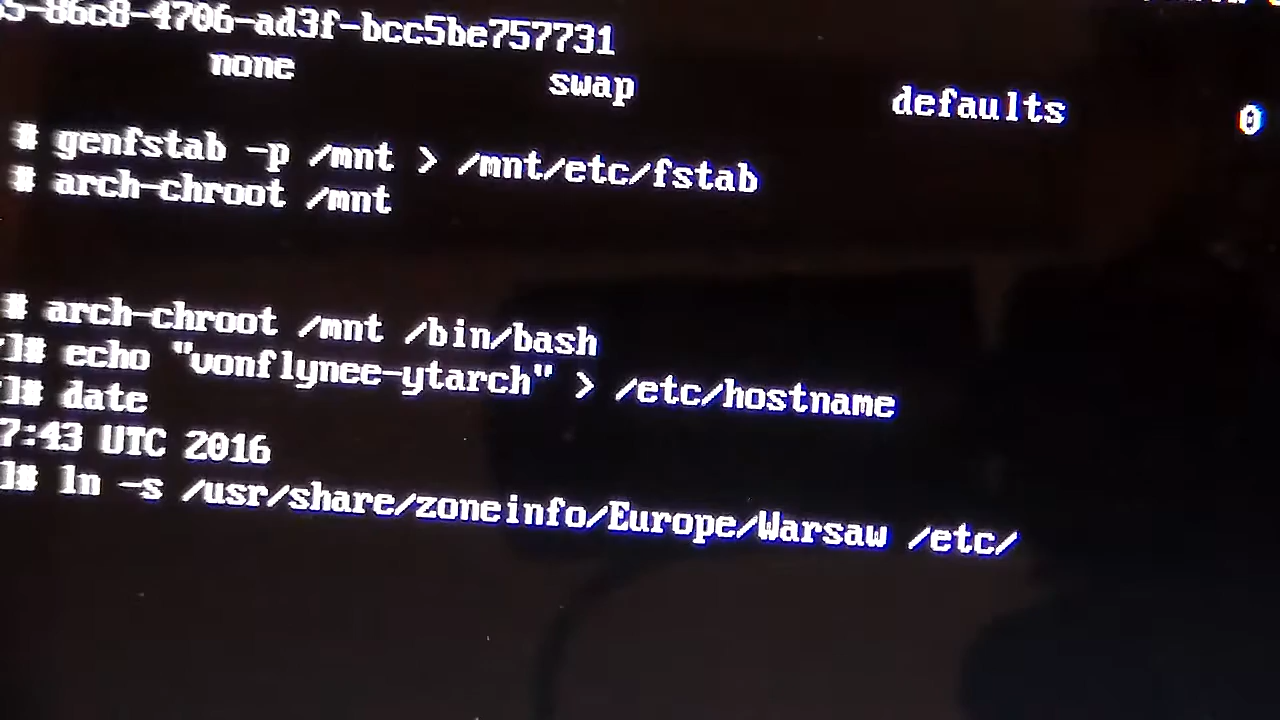 5-86c8-4706-ad3f-bcc5be757731
none swap defaults 0
# genfstab -p /mnt > /mnt/etc/fstab
# arch-chroot /mnt
# arch-chroot /mnt /bin/bash
]# echo "vonflynee-ytarch" > /etc/hostname
]# date
7:43 UTC 2016
]# ln -s /usr/share/zoneinfo/Europe/Warsaw /etc/